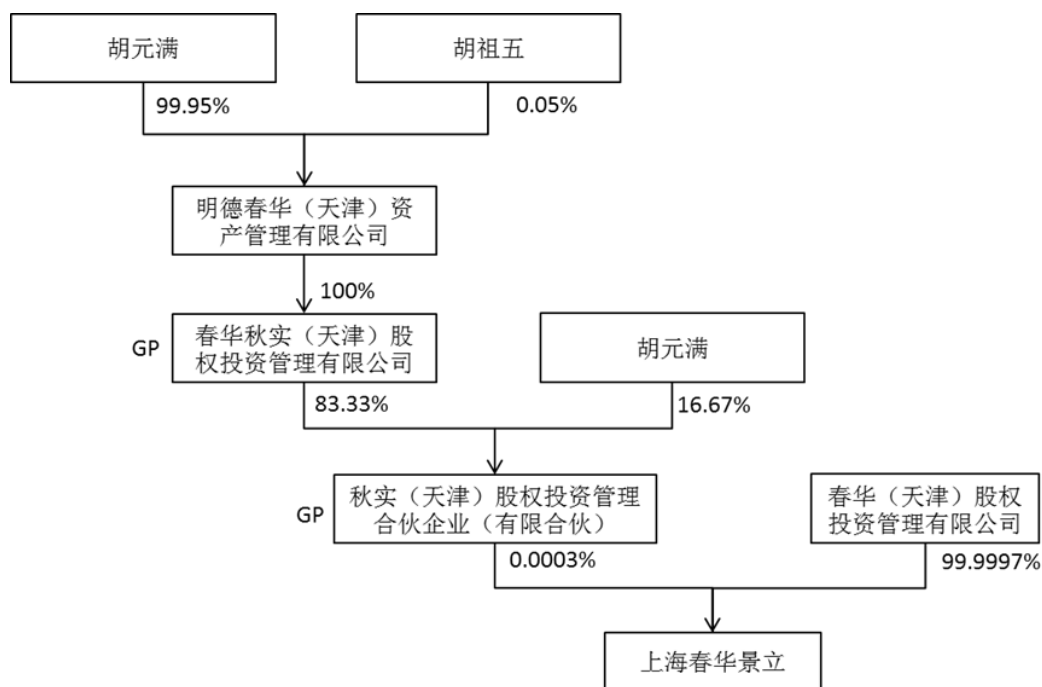 胡元满
胡祖五
99.95%
0.05%
明德春华（天津）资
产管理有限公司
100%
GP
春华秋实（天津）股
权投资管理有限公司
胡元满
83.33%
16.67%
GP
秋实（天津）股权投资管理
合伙企业（有限合伙）
春华（天津）股权
投资管理有限公司
0.0003%
99.9997%
上海春华景立